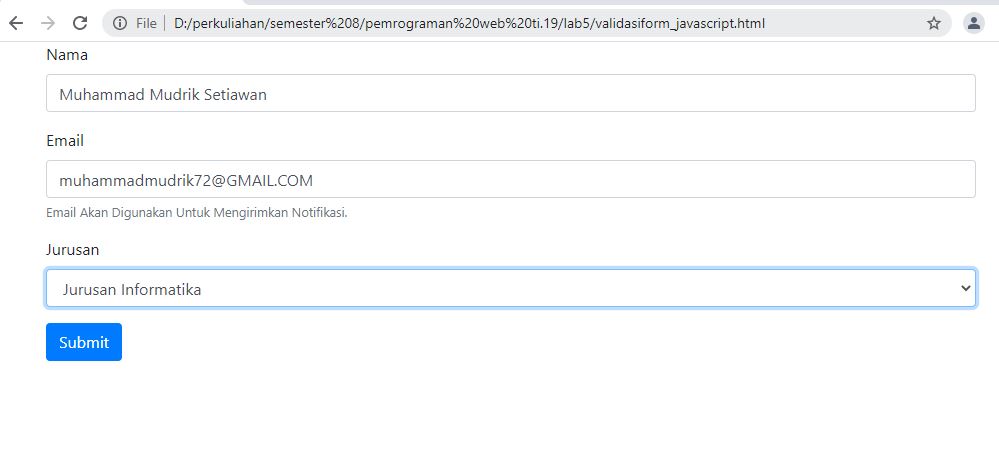 File | D:/perkuliahan/semester%208/pemrograman%20web%20ti.19/lab5/validasiform_javascript.html
Nama
Muhammad Mudrik Setiawan
Email
muhammadmudrik72@GMAIL.COM
Email Akan Digunakan Untuk Mengirimkan Notifikasi.
Jurusan
Jurusan Informatika
Submit